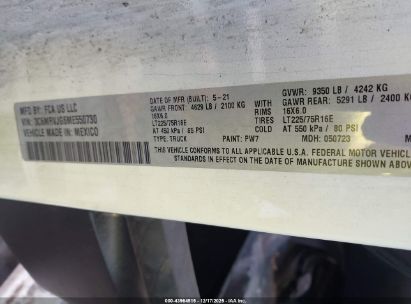 MFD BY: FCA US LLC
VIN: 3C6MRVJG6ME550730
VEHICLE MADE IN: MEXICO
DATE OF MFR (BUILT): 5-21
GAWR FRONT 4629 LB / 2100 KG WITH
16X6.0 RIMS
LT225/75R16E TIRES
AT 450 kPa / 65 PSI
TYPE: TRUCK PAINT: PW7
GVWR: 9350 LB / 4242 KG
GAWR REAR: 5291 LB / 2400 KG
16X6.0
LT225/75R16E
AT 550 kPa / 80 PSI
MDH: 050723
THIS VEHICLE CONFORMS TO ALL APPLICABLE U.S.A. FEDERAL MOTOR VEHICLE
STANDARDS IN EFFECT ON THE DATE OF MANUFACTURE SHOWN ABOVE